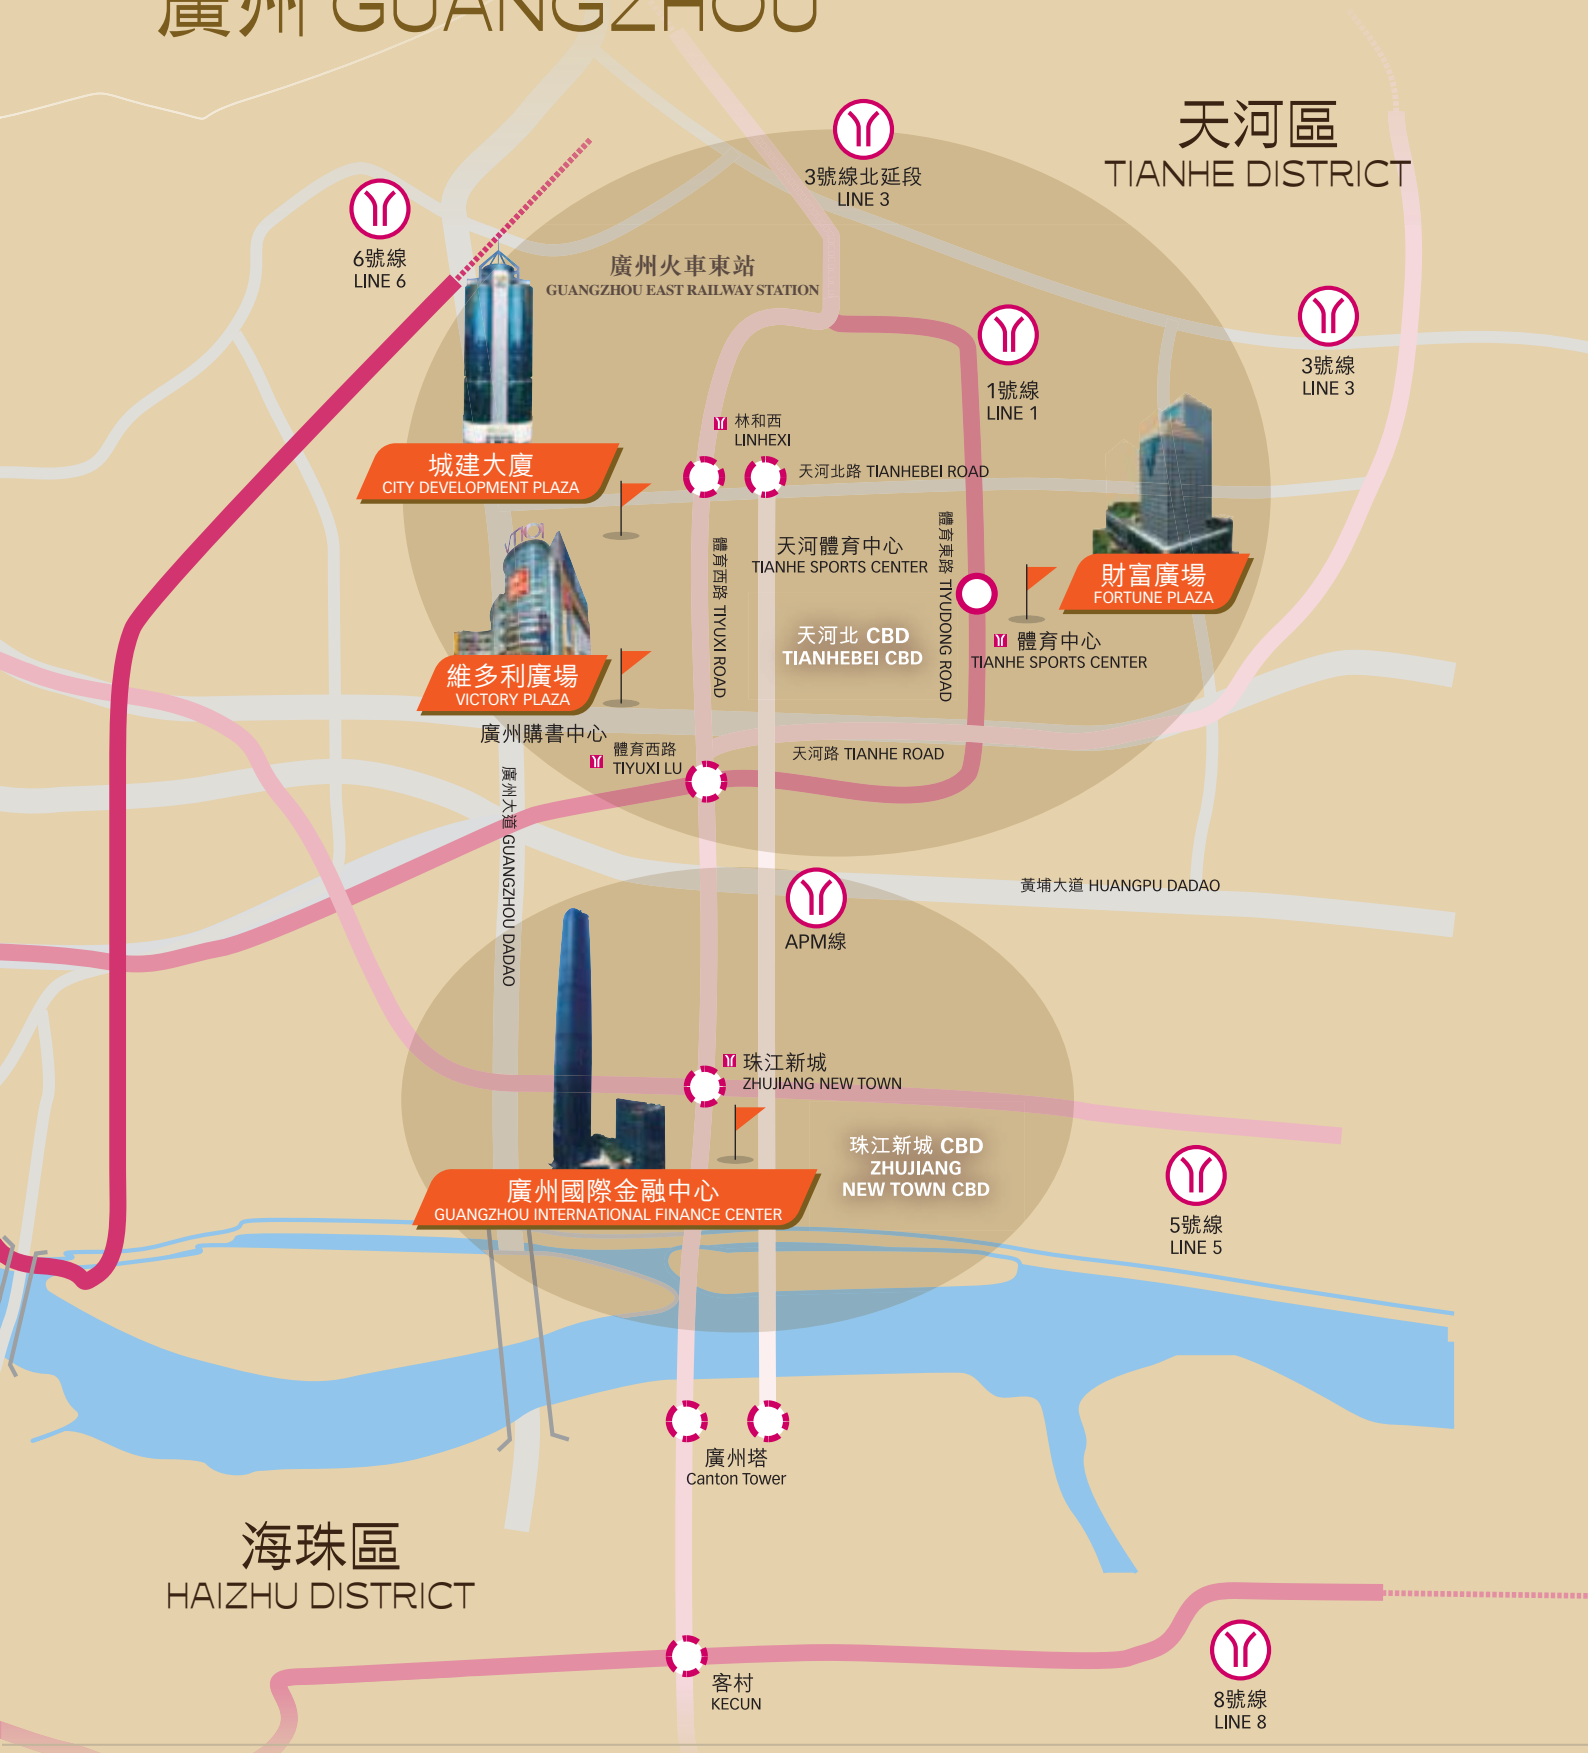 廣州 GUANGZHOU
天河區
TIANHE DISTRICT
3號線北延段
LINE 3
6號線
LINE 6
廣州火車東站
GUANGZHOU EAST RAILWAY STATION
3號線
LINE 3
1號線
LINE 1
林和西
LINHEXI
城建大廈
CITY DEVELOPMENT PLAZA
天河北路 TIANHEBEI ROAD
體育西路 TIYUXI ROAD
天河體育中心
TIANHE SPORTS CENTER
體育東路 TIYUDONG ROAD
財富廣場
FORTUNE PLAZA
天河北 CBD
TIANHEBEI CBD
體育中心
TIANHE SPORTS CENTER
維多利廣場
VICTORY PLAZA
廣州購書中心
體育西路
TIYUXI LU
天河路 TIANHE ROAD
廣州大道 GUANGZHOU DADAO
黃埔大道 HUANGPU DADAO
APM線
珠江新城
ZHUJIANG NEW TOWN
珠江新城 CBD
ZHUJIANG
NEW TOWN CBD
廣州國際金融中心
GUANGZHOU INTERNATIONAL FINANCE CENTER
5號線
LINE 5
廣州塔
Canton Tower
海珠區
HAIZHU DISTRICT
客村
KECUN
8號線
LINE 8